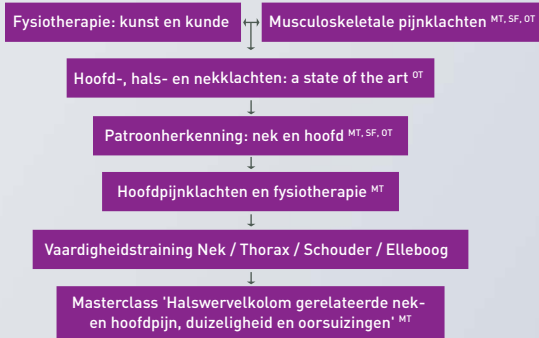 Fysiotherapie: kunst en kunde
Musculoskeletale pijnklachten MT, SF, OT
Hoofd-, hals- en nekklachten: a state of the art OT
Patroonherkenning: nek en hoofd MT, SF, OT
Hoofdpijnklachten en fysiotherapie MT
Vaardigheidstraining Nek / Thorax / Schouder / Elleboog
Masterclass 'Halswervelkolom gerelateerde nek-
en hoofdpijn, duizeligheid en oorsuizingen' MT